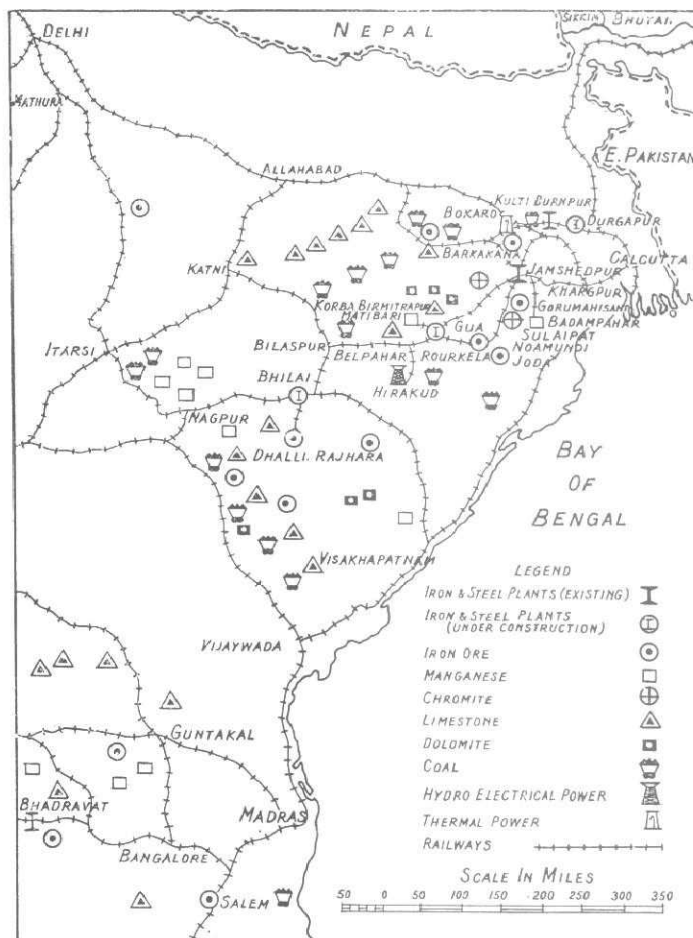 NEPAL
SIKKIM
BHUTAN
DELHI
MATHURA
E. PAKISTAN
ALLAHABAD
KULTI BURNPUR
BOKARO
DURGAPUR
BARKAKANA
CALCUTTA
KATNI
JAMSHEDPUR
KHARGPUR
KORBA BIRMITRAPUR
HATIBARI
GORUMAHISANI
GUA
BADAMPAHAR
SULAIPAT
ITARSI
BILASPUR
BELPAHAR
ROURKELA
NOAMUNDI
JODA
BHILAI
HIRAKUD
NAGPUR
DHALLI-RAJHARA
BAY
OF
BENGAL
VISAKHAPATNAM
LEGEND
IRON & STEEL PLANTS (EXISTING)
IRON & STEEL PLANTS
(UNDER CONSTRUCTION)
IRON ORE
MANGANESE
CHROMITE
LIMESTONE
DOLOMITE
COAL
HYDRO ELECTRICAL POWER
THERMAL POWER
RAILWAYS
VIJAYWADA
GUNTAKAL
BHADRAVAT
MADRAS
BANGALORE
SALEM
SCALE IN MILES
50 0 50 100 150 200 250 300 350